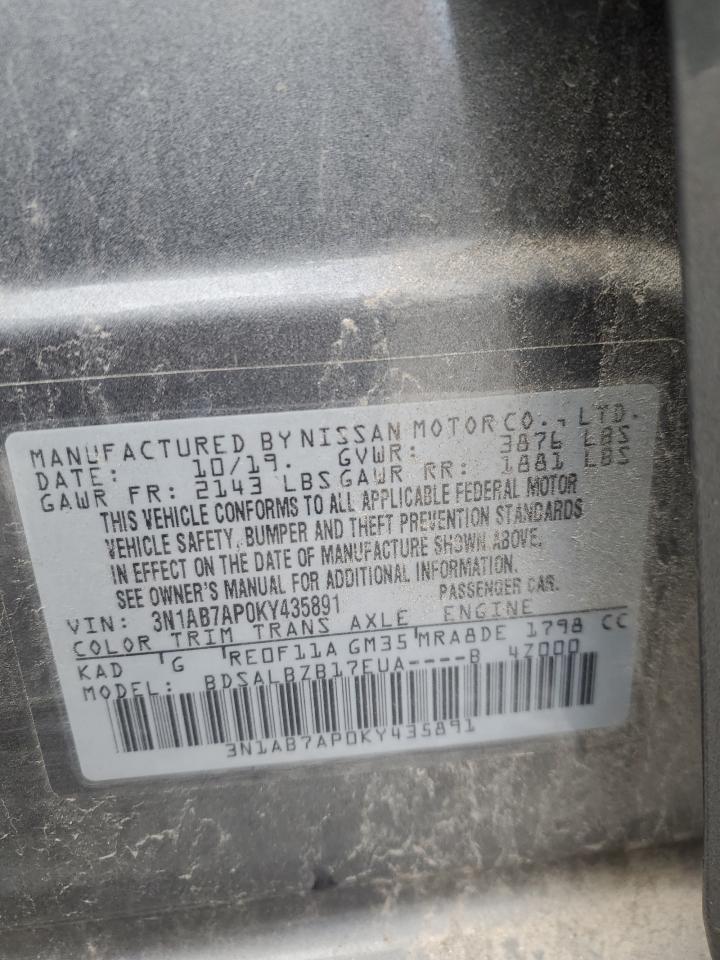 MANUFACTURED BY NISSAN MOTOR CO., LTD.
DATE: 10/19. GVWR: 3876 LBS
GAWR FR: 2143 LBS GAWR RR: 1881 LBS
THIS VEHICLE CONFORMS TO ALL APPLICABLE FEDERAL MOTOR
VEHICLE SAFETY, BUMPER AND THEFT PREVENTION STANDARDS
IN EFFECT ON THE DATE OF MANUFACTURE SHOWN ABOVE.
SEE OWNER'S MANUAL FOR ADDITIONAL INFORMATION.
VIN: 3N1AB7AP0KY435891 PASSENGER CAR.
COLOR TRIM TRANS AXLE ENGINE
KAD G RE0F11A GM35 MRA8DE 1798 CC
MODEL: BDSALBZB17EUA----B 4Z000
3N1AB7AP0KY435891